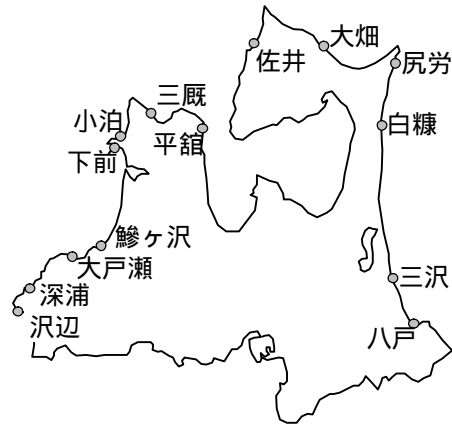 大畑
佐井
尻労
三厩
小泊
平舘
白糠
下前
鰺ヶ沢
大戸瀬
三沢
深浦
沢辺
八戸